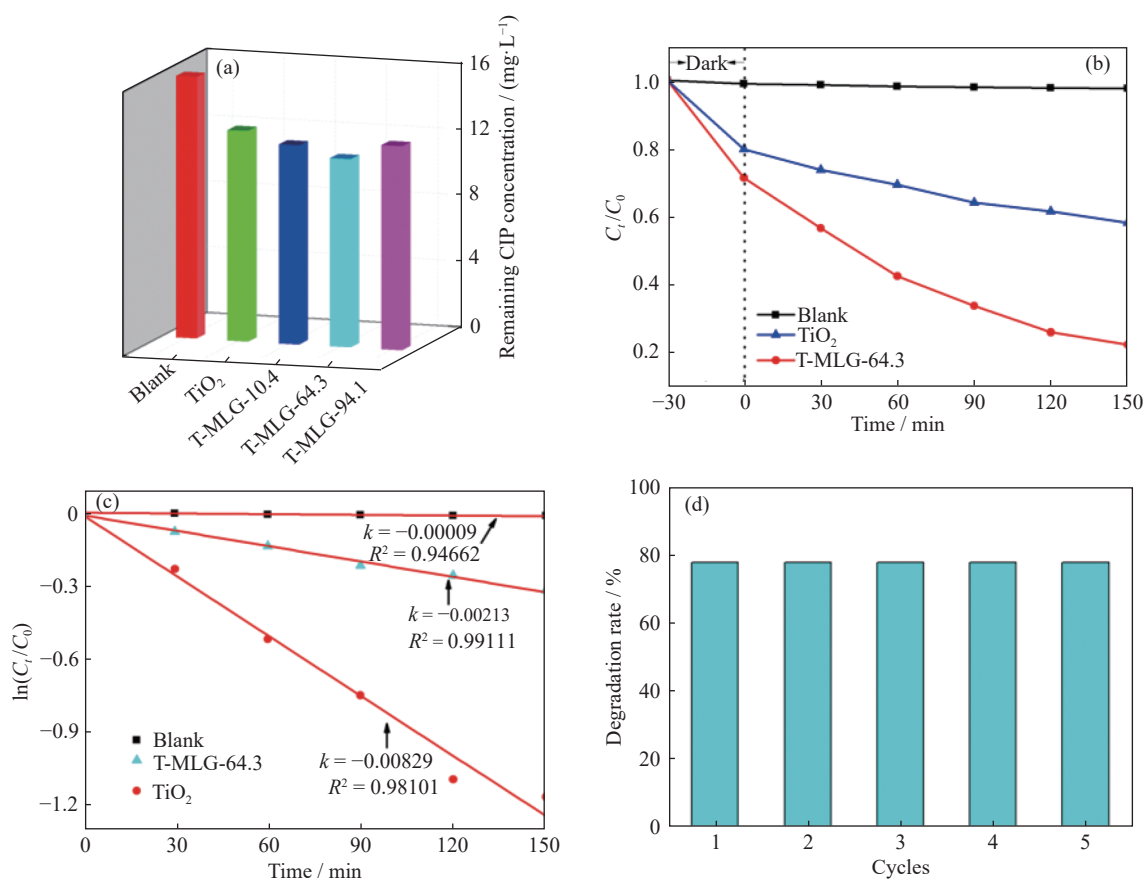 (a)
16
12
8
4
0
Remaining CIP concentration / (mg·L⁻¹)
Blank
TiO₂
T-MLG-10.4
T-MLG-64.3
T-MLG-94.1
(b)
Dark
1.0
0.8
0.6
0.4
0.2
Cₜ/C₀
Blank
TiO₂
T-MLG-64.3
−30
0
30
60
90
120
150
Time / min
(c)
0
−0.3
−0.6
−0.9
−1.2
ln(Cₜ/C₀)
k = −0.00009
R² = 0.94662
k = −0.00213
R² = 0.99111
k = −0.00829
R² = 0.98101
Blank
T-MLG-64.3
TiO₂
0
30
60
90
120
150
Time / min
(d)
100
80
60
40
20
0
Degradation rate / %
1
2
3
4
5
Cycles